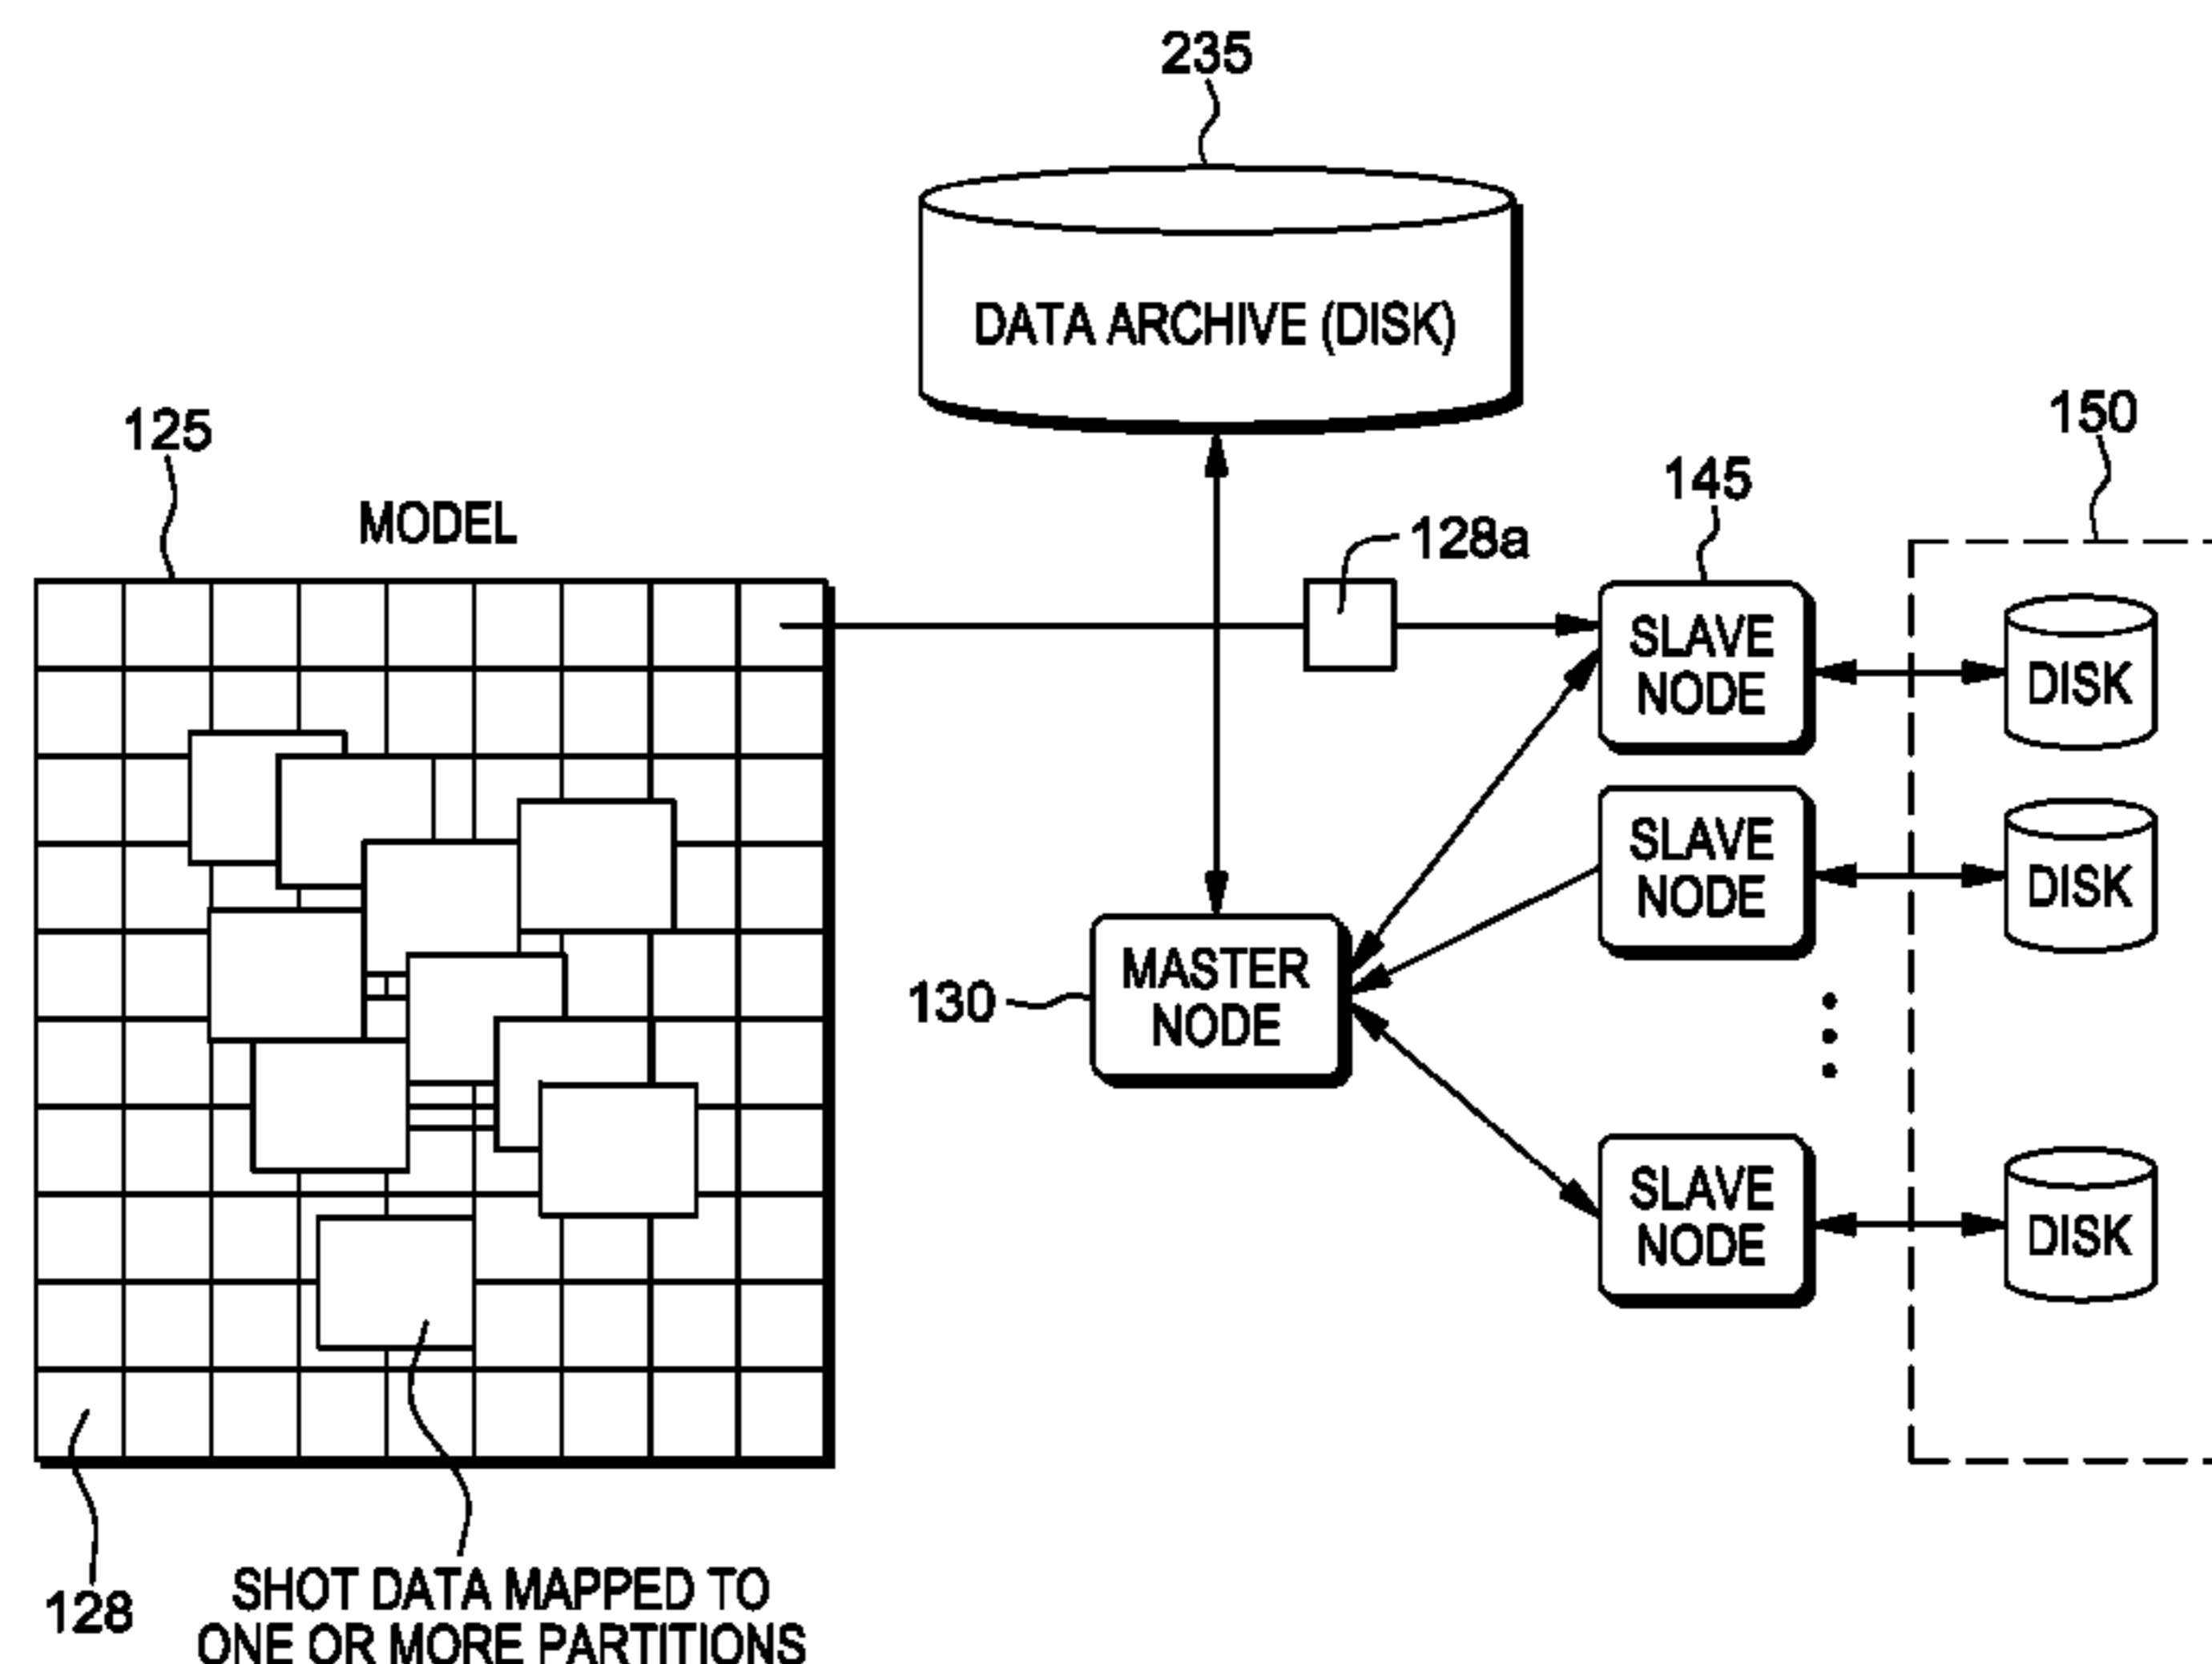 235
DATA ARCHIVE (DISK)
125
MODEL
128a
145
150
SLAVE
NODE
DISK
SLAVE
NODE
DISK
130
MASTER
NODE
SLAVE
NODE
DISK
128
SHOT DATA MAPPED TO
ONE OR MORE PARTITIONS